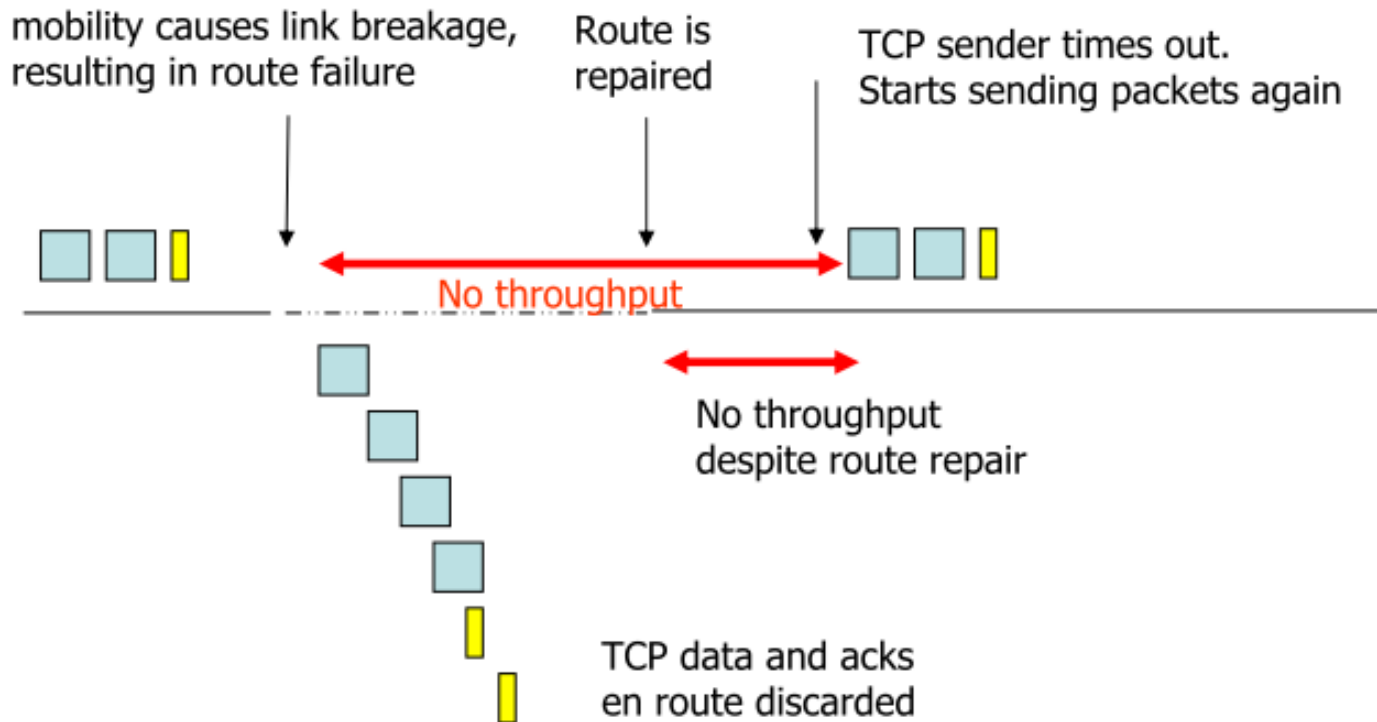 mobility causes link breakage,
resulting in route failure
Route is
repaired
TCP sender times out.
Starts sending packets again
No throughput
No throughput
despite route repair
TCP data and acks
en route discarded